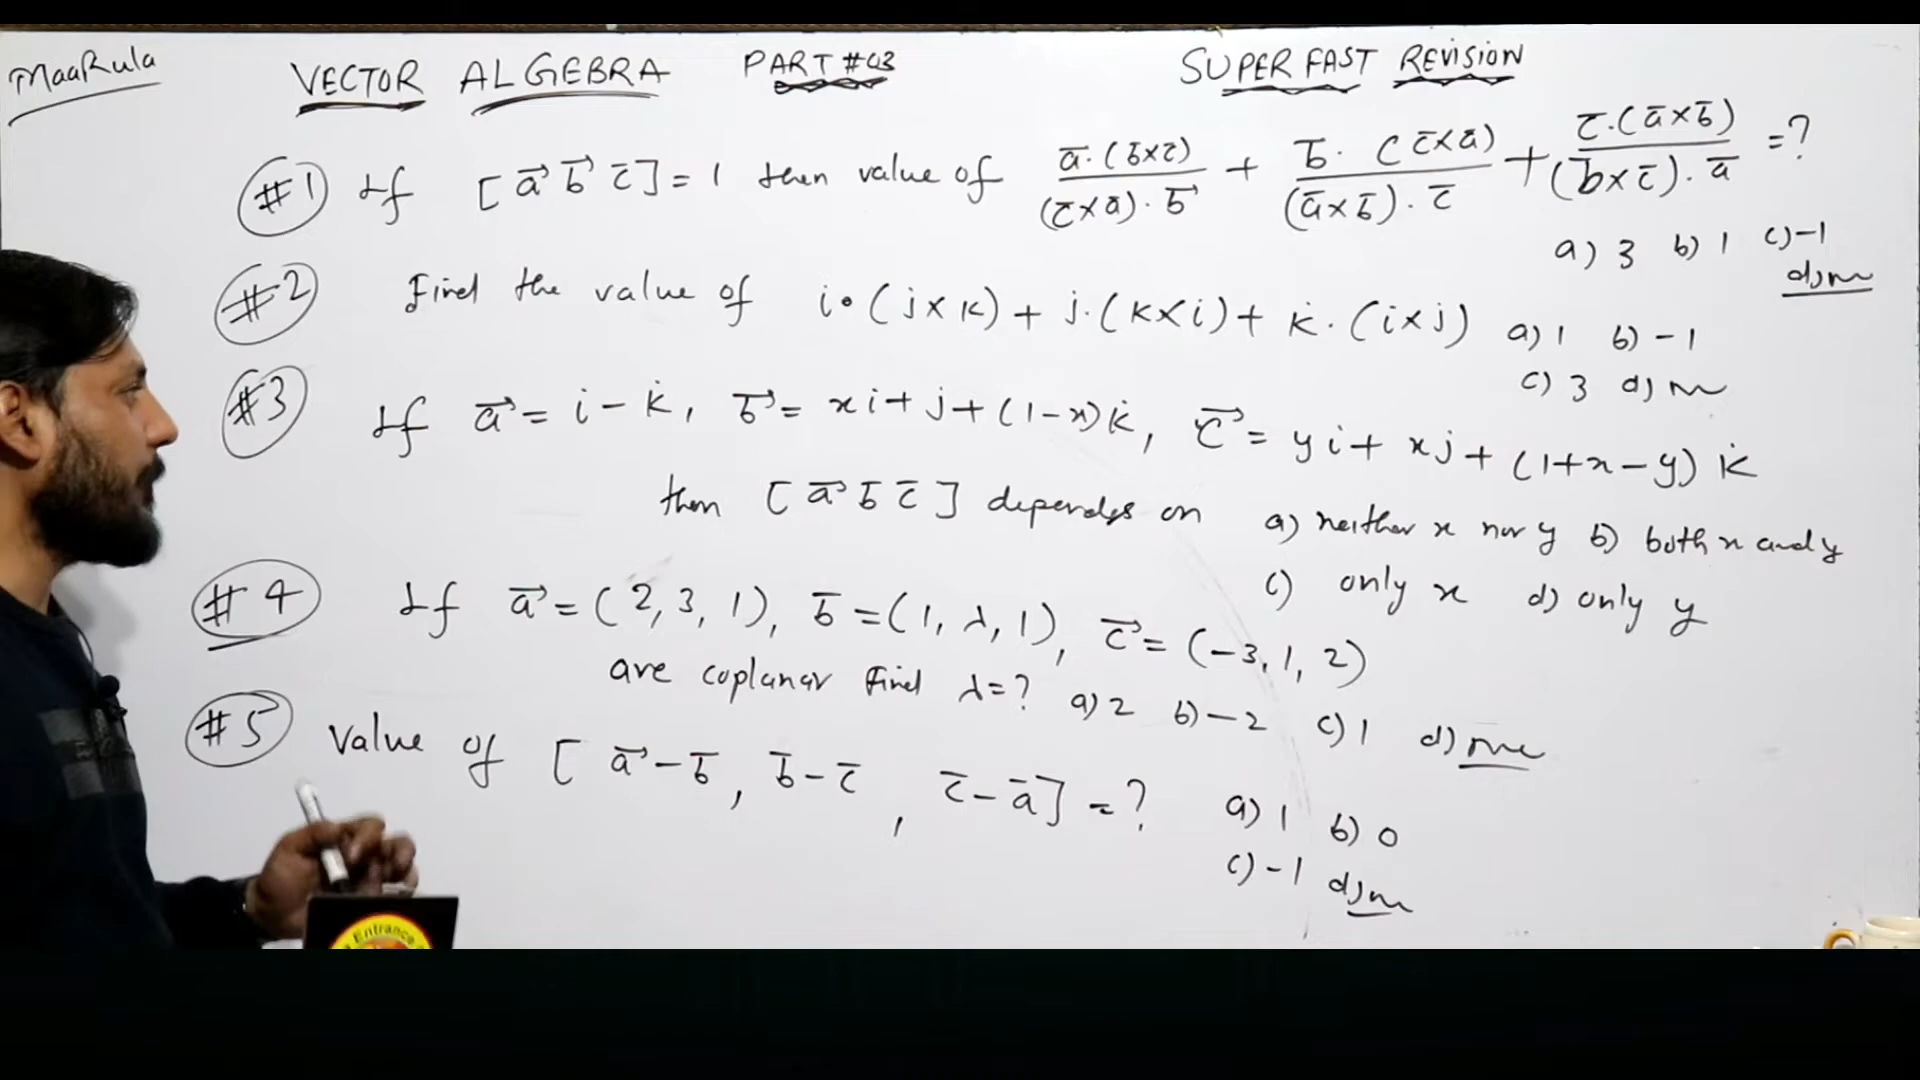 MaaRula
VECTOR ALGEBRA PART #03
SUPER FAST REVISION
#1 If [a⃗ b⃗ c̄] = 1 then value of (ā·(b̄×c̄))/((c̄×ā)·b⃗) + (b̄·(c̄×ā))/((ā×b̄)·c̄) + (c̄·(ā×b̄))/((b̄×c̄)·ā) = ?
a) 3 b) 1 c) -1
d)
#2 Find the value of i·(j×k) + j·(k×i) + k·(i×j) a) 1 b) -1
c) 3 d)
#3 If a⃗ = i - k, b⃗ = xi + j + (1-x)k, c⃗ = yi + xj + (1+x-y) k
then [a⃗ b̄ c̄] depends on a) neither x nor y b) both x and y
c) only x d) only y
#4 If a⃗ = (2, 3, 1), b̄ = (1, λ, 1), c⃗ = (-3, 1, 2)
are coplanar find λ = ? a) 2 b) -2 c) 1 d)
#5 Value of [a⃗ - b̄, b̄ - c̄, c̄ - ā] = ? a) 1 b) 0
c) -1 d)
Entrance